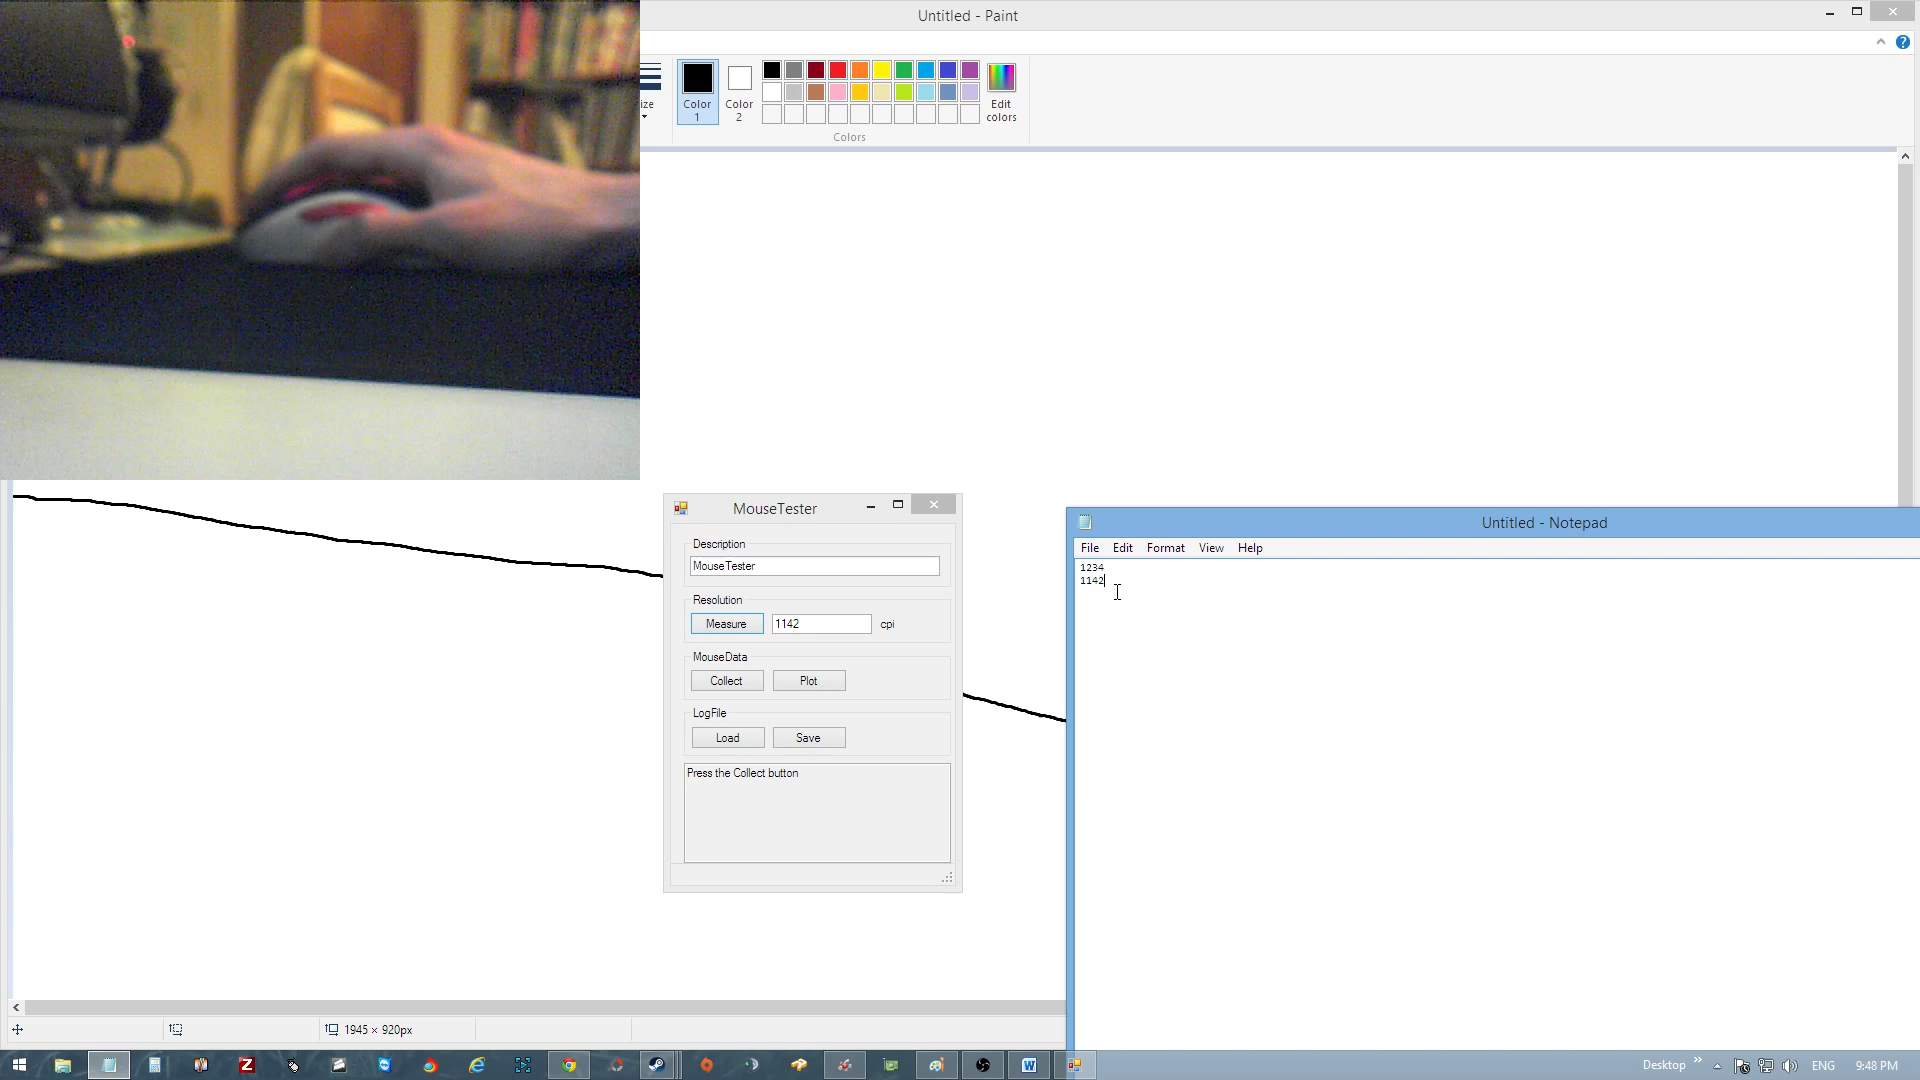 Untitled - Paint
ize
Color
1
Color
2
Edit
colors
Colors
MouseTester
Description
MouseTester
Resolution
Measure
1142
cpi
MouseData
Collect
Plot
LogFile
Load
Save
Press the Collect button
Untitled - Notepad
File Edit Format View Help
1234
1142
1945 × 920px
Desktop
ENG
9:48 PM